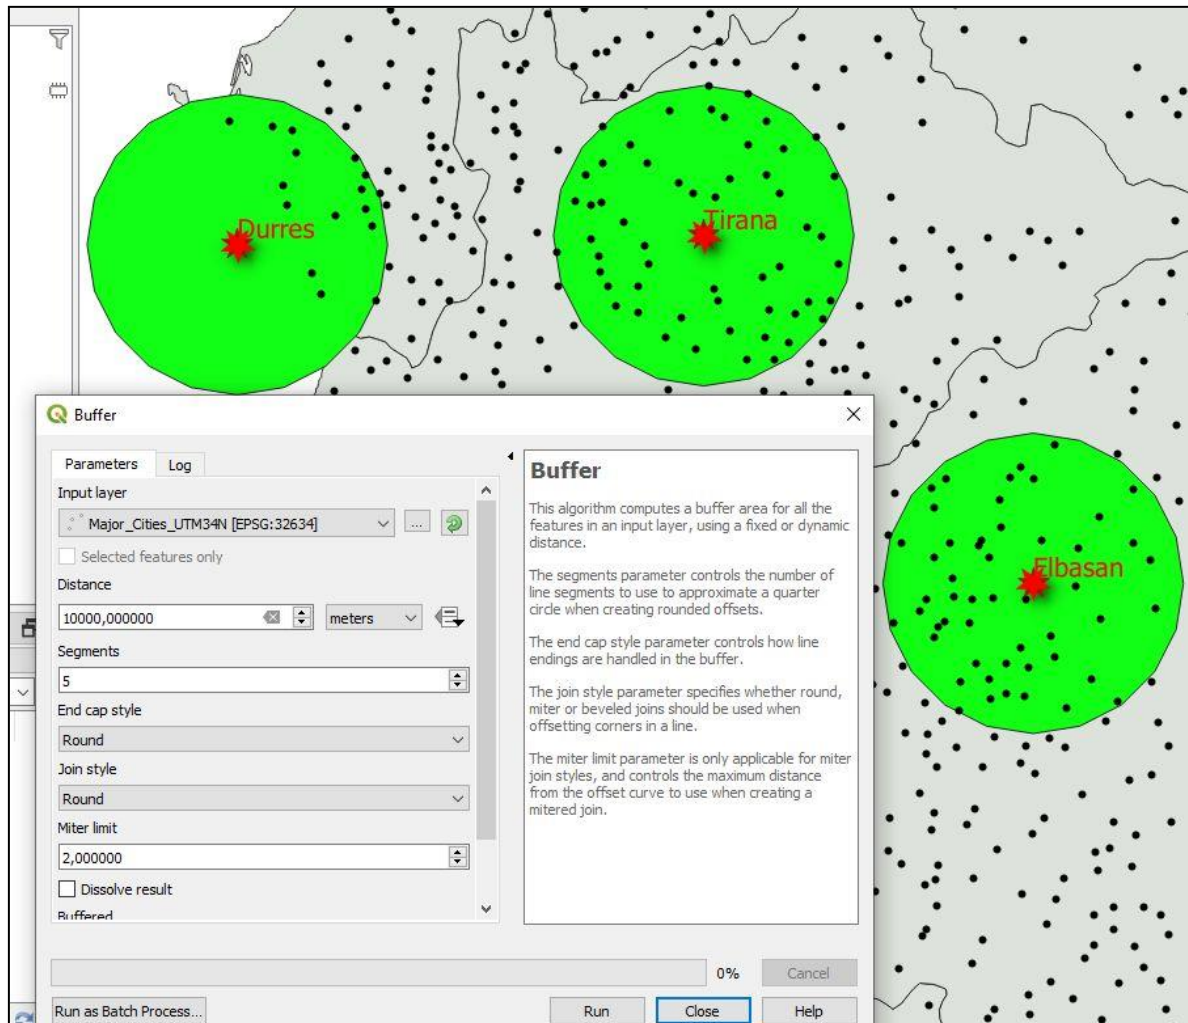 Durres
Tirana
Elbasan
Buffer
Parameters
Log
Input layer
Major_Cities_UTM34N [EPSG:32634]
...
Selected features only
Distance
10000,000000
meters
Segments
5
End cap style
Round
Join style
Round
Miter limit
2,000000
Dissolve result
Buffered
Buffer
This algorithm computes a buffer area for all the
features in an input layer, using a fixed or dynamic
distance.
The segments parameter controls the number of
line segments to use to approximate a quarter
circle when creating rounded offsets.
The end cap style parameter controls how line
endings are handled in the buffer.
The join style parameter specifies whether round,
miter or beveled joins should be used when
offsetting corners in a line.
The miter limit parameter is only applicable for miter
join styles, and controls the maximum distance
from the offset curve to use when creating a
mitered join.
0%
Cancel
Run as Batch Process...
Run
Close
Help